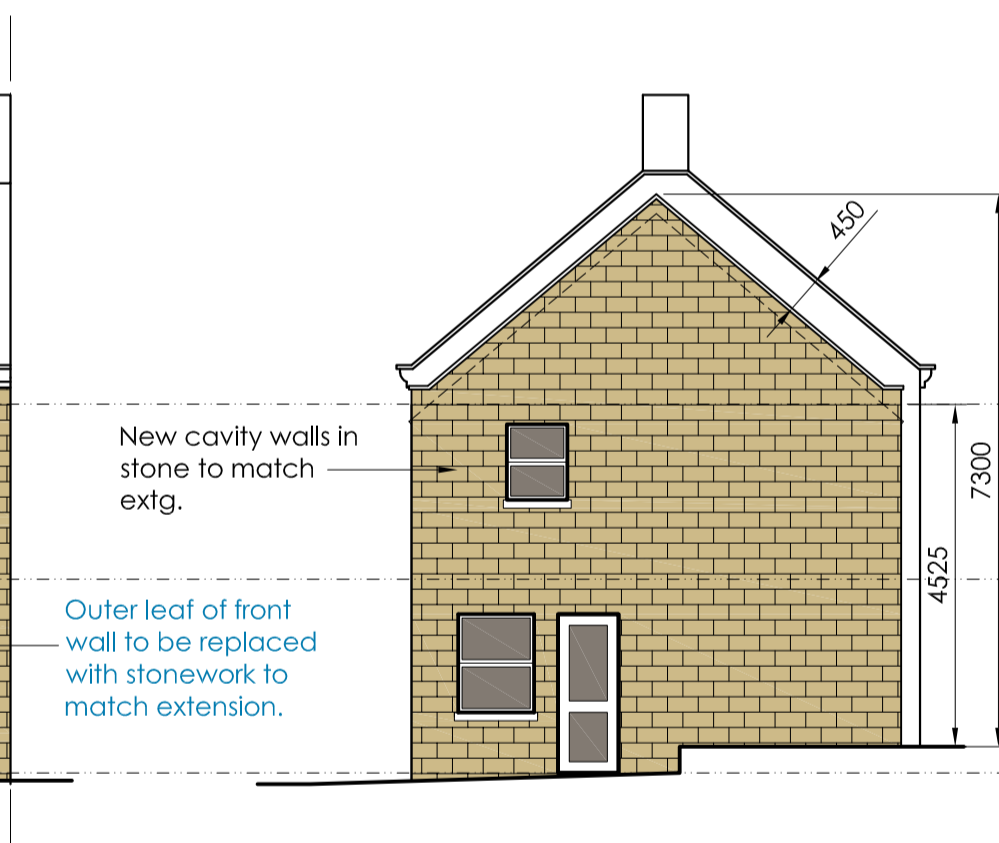 450
New cavity walls in
stone to match
extg.
7300
4525
Outer leaf of front
wall to be replaced
with stonework to
match extension.